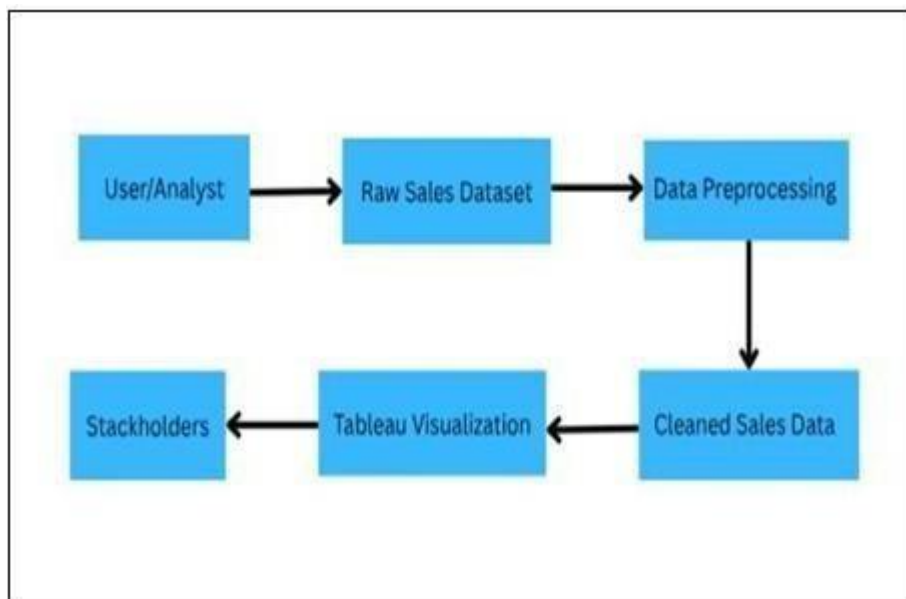 User/Analyst
Raw Sales Dataset
Data Preprocessing
Cleaned Sales Data
Tableau Visualization
Stackholders